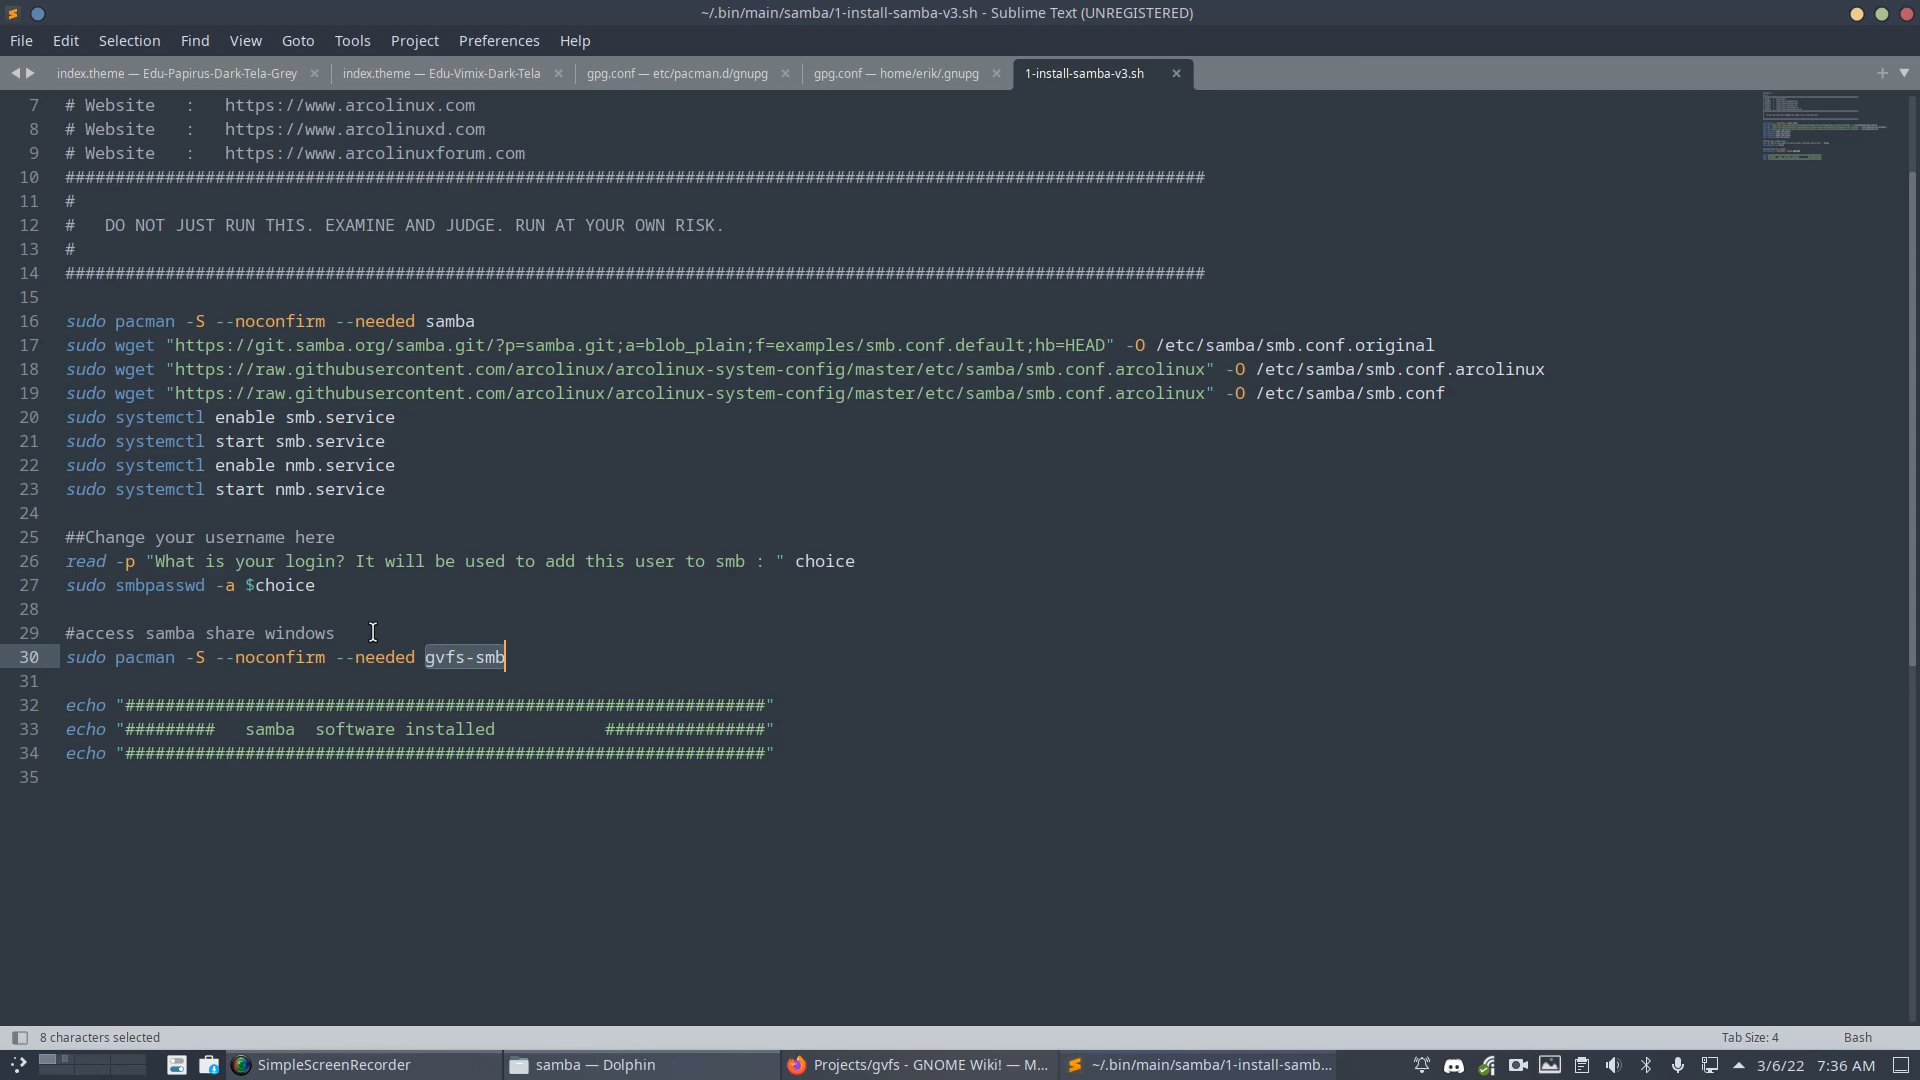 ~/.bin/main/samba/1-install-samba-v3.sh - Sublime Text (UNREGISTERED)
File Edit Selection Find View Goto Tools Project Preferences Help
index.theme — Edu-Papirus-Dark-Tela-Grey × index.theme — Edu-Vimix-Dark-Tela × gpg.conf — etc/pacman.d/gnupg × gpg.conf — home/erik/.gnupg × 1-install-samba-v3.sh ×
7 # Website   :   https://www.arcolinux.com
8 # Website   :   https://www.arcolinuxd.com
9 # Website   :   https://www.arcolinuxforum.com
10 ##################################################################################################################
11 #
12 #   DO NOT JUST RUN THIS. EXAMINE AND JUDGE. RUN AT YOUR OWN RISK.
13 #
14 ##################################################################################################################
15
16 sudo pacman -S --noconfirm --needed samba
17 sudo wget "https://git.samba.org/samba.git/?p=samba.git;a=blob_plain;f=examples/smb.conf.default;hb=HEAD" -O /etc/samba/smb.conf.original
18 sudo wget "https://raw.githubusercontent.com/arcolinux/arcolinux-system-config/master/etc/samba/smb.conf.arcolinux" -O /etc/samba/smb.conf.arcolinux
19 sudo wget "https://raw.githubusercontent.com/arcolinux/arcolinux-system-config/master/etc/samba/smb.conf.arcolinux" -O /etc/samba/smb.conf
20 sudo systemctl enable smb.service
21 sudo systemctl start smb.service
22 sudo systemctl enable nmb.service
23 sudo systemctl start nmb.service
24
25 ##Change your username here
26 read -p "What is your login? It will be used to add this user to smb : " choice
27 sudo smbpasswd -a $choice
28
29 #access samba share windows
30 sudo pacman -S --noconfirm --needed gvfs-smb
31
32 echo "################################################################"
33 echo "#########   samba  software installed           ################"
34 echo "################################################################"
35
8 characters selected Tab Size: 4 Bash
SimpleScreenRecorder samba — Dolphin Projects/gvfs - GNOME Wiki! — M... ~/.bin/main/samba/1-install-samb... 3/6/22 7:36 AM